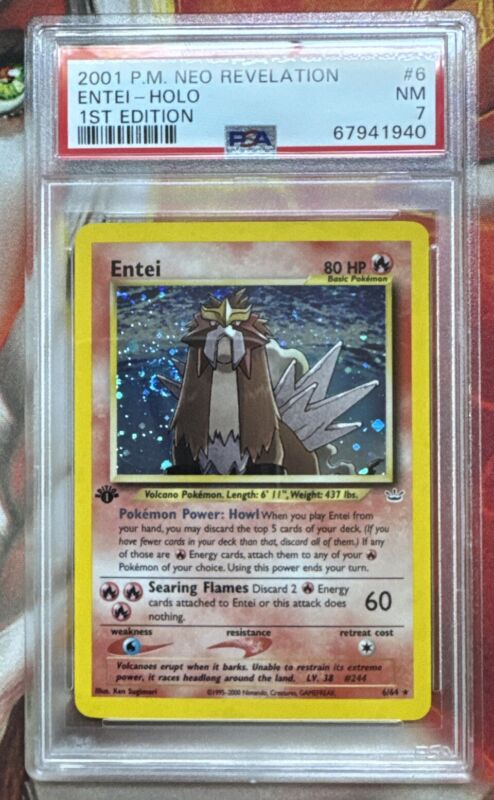 2001 P.M. NEO REVELATION #6
ENTEI - HOLO NM
1ST EDITION 7
PSA 67941940
Entei 80 HP
Basic Pokémon
EDITION 1
Volcano Pokémon. Length: 6' 11", Weight: 437 lbs.
Pokémon Power: Howl When you play Entei from
your hand, you may discard the top 5 cards of your deck. (If you
have fewer cards in your deck than that, discard all of them.) If any
of those are Energy cards, attach them to any of your
Pokémon of your choice. Using this power ends your turn.
Searing Flames Discard 2 Energy
cards attached to Entei or this attack does 60
nothing.
weakness resistance retreat cost
Volcanoes erupt when it barks. Unable to restrain its extreme
power, it races headlong around the land. LV. 38 #244
Illus. Ken Sugimori ©1995-2000 Nintendo, Creatures, GAMEFREAK. 6/64 ★
PSA